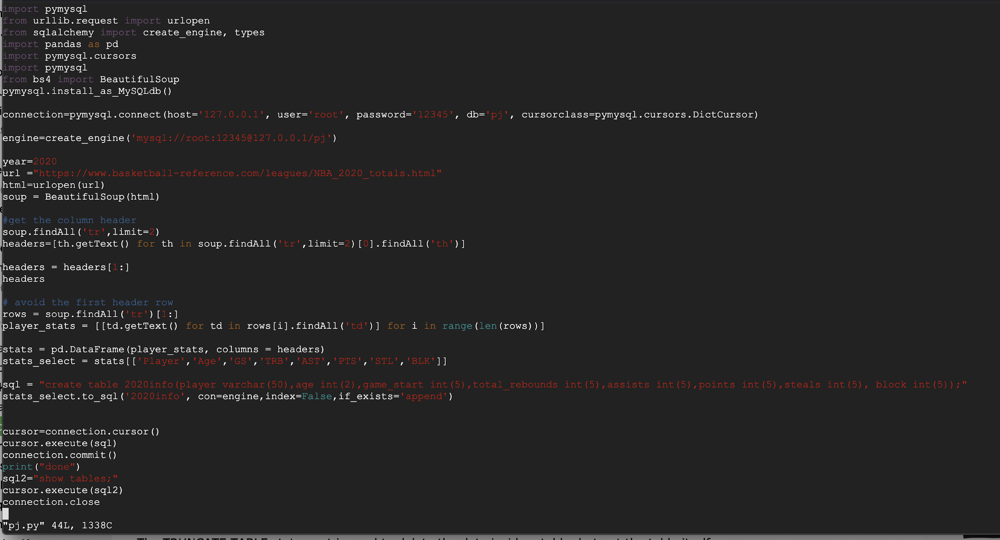 import pymysql
from urllib.request import urlopen
from sqlalchemy import create_engine, types
import pandas as pd
import pymysql.cursors
import pymysql
from bs4 import BeautifulSoup
pymysql.install_as_MySQLdb()
connection=pymysql.connect(host='127.0.0.1', user='root', password='12345', db='pj', cursorclass=pymysql.cursors.DictCursor)
engine=create_engine('mysql://root:12345@127.0.0.1/pj')
year=2020
url ="https://www.basketball-reference.com/leagues/NBA_2020_totals.html"
html=urlopen(url)
soup = BeautifulSoup(html)
#get the column header
soup.findAll('tr',limit=2)
headers=[th.getText() for th in soup.findAll('tr',limit=2)[0].findAll('th')]
headers = headers[1:]
headers
# avoid the first header row
rows = soup.findAll('tr')[1:]
player_stats = [[td.getText() for td in rows[i].findAll('td')] for i in range(len(rows))]
stats = pd.DataFrame(player_stats, columns = headers)
stats_select = stats[['Player','Age','GS','TRB','AST','PTS','STL','BLK']]
sql = "create table 2020info(player varchar(50),age int(2),game_start int(5),total_rebounds int(5),assists int(5),points int(5),steals int(5), block int(5));"
stats_select.to_sql('2020info', con=engine,index=False,if_exists='append')
cursor=connection.cursor()
cursor.execute(sql)
connection.commit()
print("done")
sql2="show tables;"
cursor.execute(sql2)
connection.close
"pj.py" 44L, 1338C